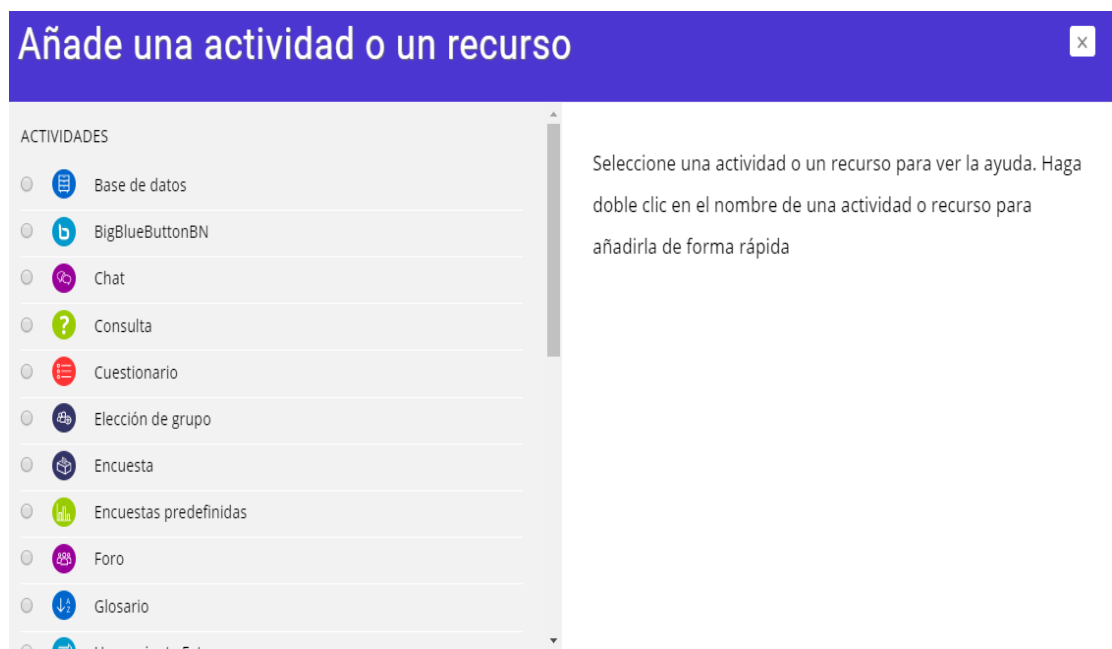 Añade una actividad o un recurso
x
ACTIVIDADES
Base de datos
BigBlueButtonBN
Chat
Consulta
Cuestionario
Elección de grupo
Encuesta
Encuestas predefinidas
Foro
Glosario
Seleccione una actividad o un recurso para ver la ayuda. Haga
doble clic en el nombre de una actividad o recurso para
añadirla de forma rápida